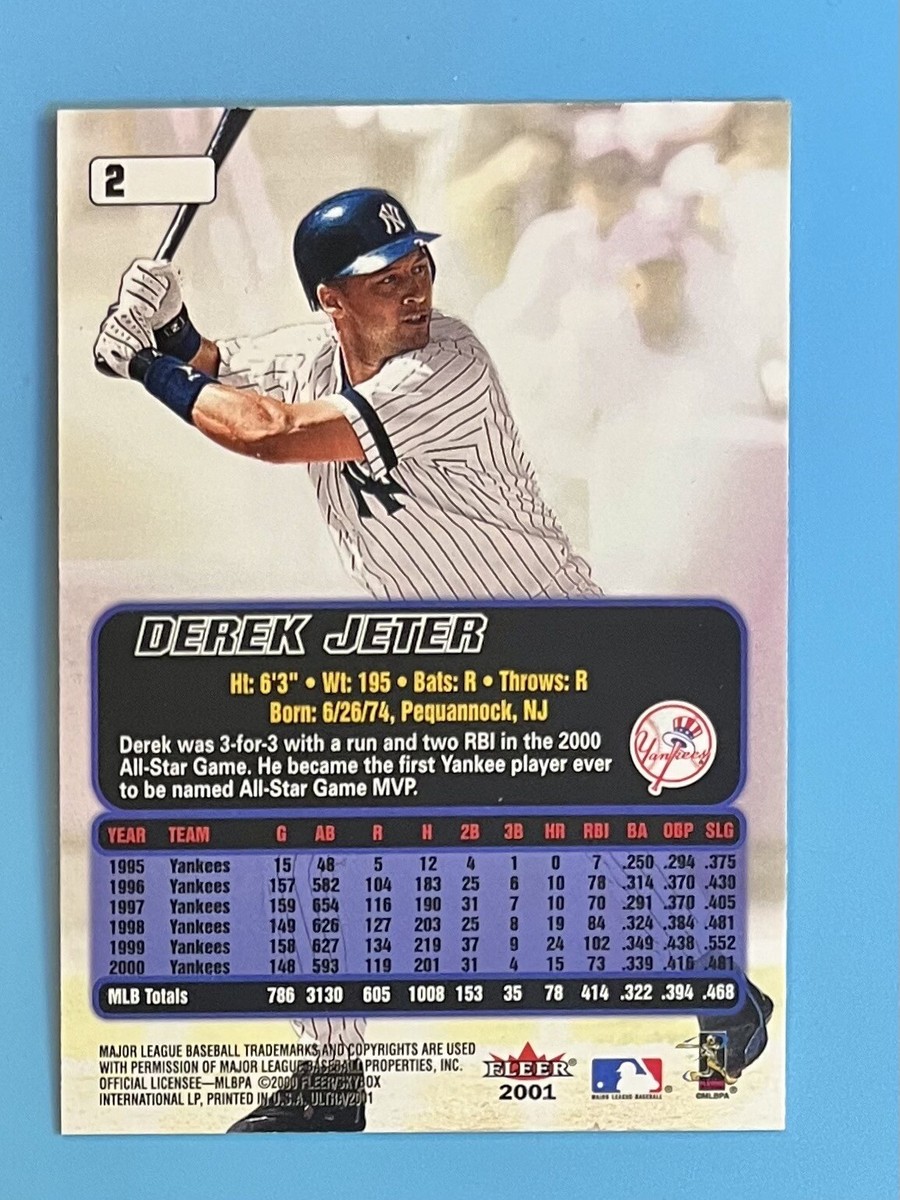 2
NY
DEREK JETER
Ht: 6'3" • Wt: 195 • Bats: R • Throws: R
Born: 6/26/74, Pequannock, NJ
Derek was 3-for-3 with a run and two RBI in the 2000
All-Star Game. He became the first Yankee player ever
to be named All-Star Game MVP.
Yankees
YEAR TEAM G AB R H 2B 3B HR RBI BA OBP SLG
1995 Yankees 15 48 5 12 4 1 0 7 .250 .294 .375
1996 Yankees 157 582 104 183 25 6 10 78 .314 .370 .430
1997 Yankees 159 654 116 190 31 7 10 70 .291 .370 .405
1998 Yankees 149 626 127 203 25 8 19 84 .324 .384 .481
1999 Yankees 158 627 134 219 37 9 24 102 .349 .438 .552
2000 Yankees 148 593 119 201 31 4 15 73 .339 .416 .481
MLB Totals 786 3130 605 1008 153 35 78 414 .322 .394 .468
MAJOR LEAGUE BASEBALL TRADEMARKS AND COPYRIGHTS ARE USED
WITH PERMISSION OF MAJOR LEAGUE BASEBALL PROPERTIES, INC.
OFFICIAL LICENSEE—MLBPA ©2000 FLEER/SKYBOX
INTERNATIONAL LP, PRINTED IN U.S.A. ULTRA/2001
FLEER®
2001
MAJOR LEAGUE BASEBALL ®
©MLBPA